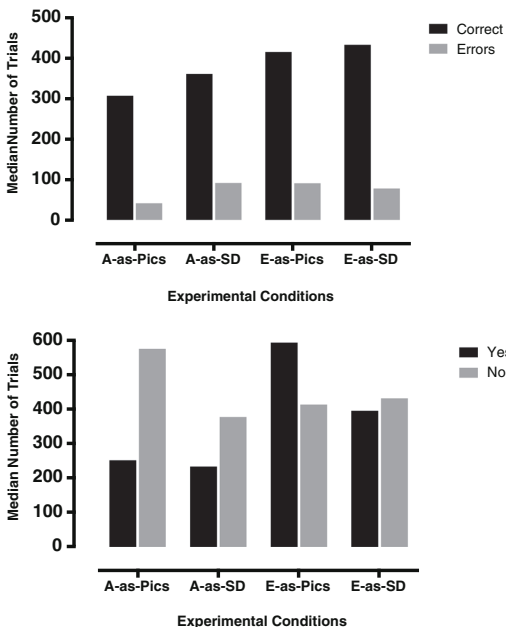 500
400
300
200
100
0
Median Number of Trials
Correct
Errors
A-as-Pics A-as-SD E-as-Pics E-as-SD
Experimental Conditions
600
500
400
300
200
100
0
Median Number of Trials
Yes
No
A-as-Pics A-as-SD E-as-Pics E-as-SD
Experimental Conditions